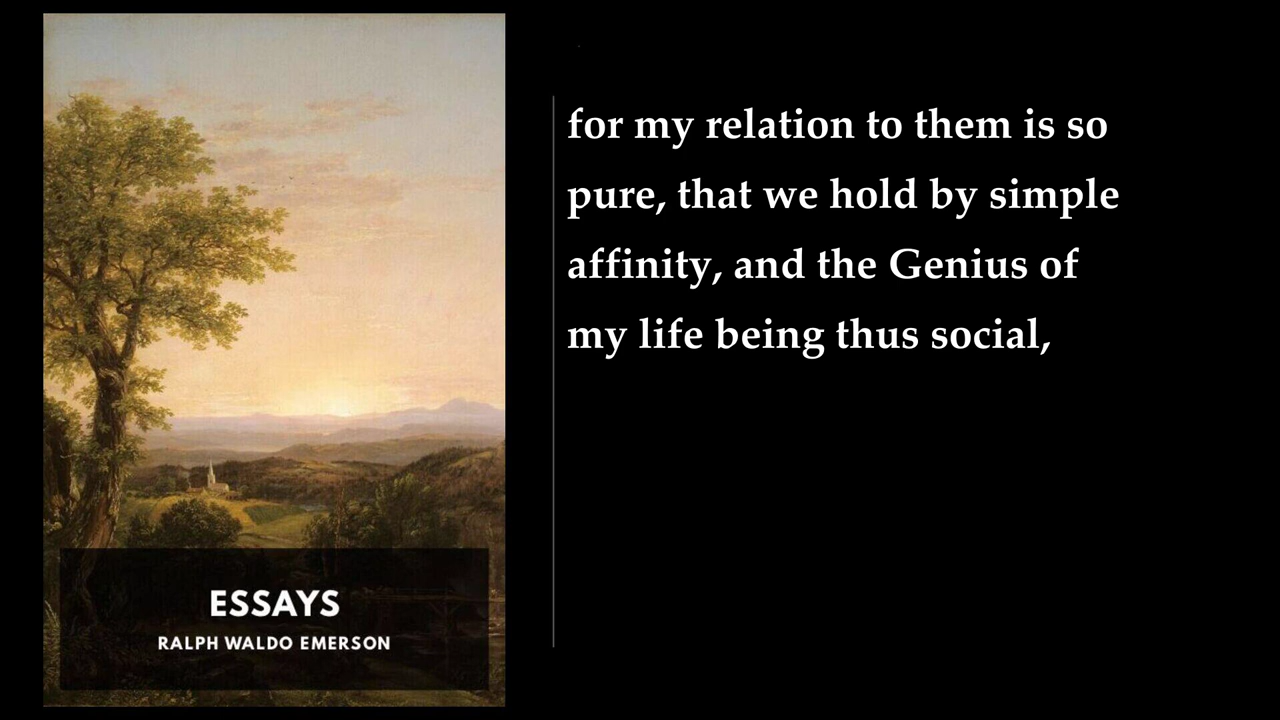 for my relation to them is so
pure, that we hold by simple
affinity, and the Genius of
my life being thus social,
ESSAYS
RALPH WALDO EMERSON